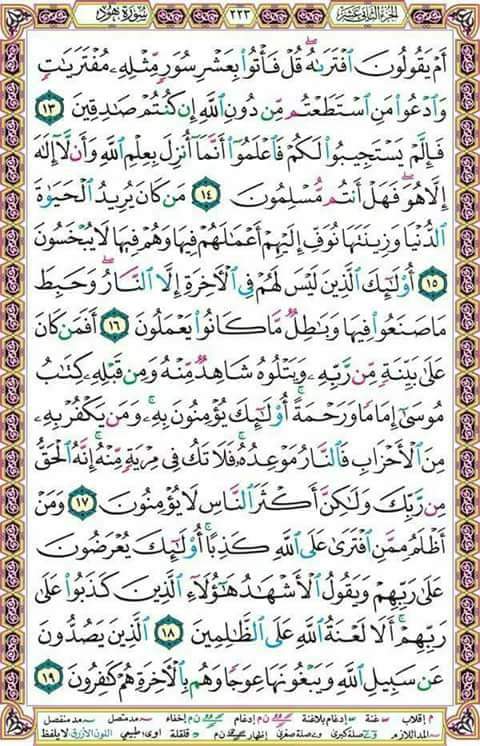 الجزء الثاني عشر ٢٢٣ سورة هود
أَمْ يَقُولُونَ ٱفْتَرَىٰهُ ۖ قُلْ فَأْتُوا۟ بِعَشْرِ سُوَرٍ مِّثْلِهِۦ مُفْتَرَيَٰتٍ
وَٱدْعُوا۟ مَنِ ٱسْتَطَعْتُم مِّن دُونِ ٱللَّهِ إِن كُنتُمْ صَٰدِقِينَ ١٣
فَإِلَّمْ يَسْتَجِيبُوا۟ لَكُمْ فَٱعْلَمُوٓا۟ أَنَّمَآ أُنزِلَ بِعِلْمِ ٱللَّهِ وَأَن لَّآ إِلَٰهَ
إِلَّا هُوَ ۖ فَهَلْ أَنتُم مُّسْلِمُونَ ١٤ مَن كَانَ يُرِيدُ ٱلْحَيَوٰةَ
ٱلدُّنْيَا وَزِينَتَهَا نُوَفِّ إِلَيْهِمْ أَعْمَٰلَهُمْ فِيهَا وَهُمْ فِيهَا لَا يُبْخَسُونَ
١٥ أُو۟لَٰٓئِكَ ٱلَّذِينَ لَيْسَ لَهُمْ فِى ٱلْءَاخِرَةِ إِلَّا ٱلنَّارُ ۖ وَحَبِطَ
مَا صَنَعُوا۟ فِيهَا وَبَٰطِلٌ مَّا كَانُوا۟ يَعْمَلُونَ ١٦ أَفَمَن كَانَ
عَلَىٰ بَيِّنَةٍ مِّن رَّبِّهِۦ وَيَتْلُوهُ شَاهِدٌ مِّنْهُ وَمِن قَبْلِهِۦ كِتَٰبُ
مُوسَىٰٓ إِمَامًا وَرَحْمَةً ۚ أُو۟لَٰٓئِكَ يُؤْمِنُونَ بِهِۦ ۚ وَمَن يَكْفُرْ بِهِۦ
مِنَ ٱلْأَحْزَابِ فَٱلنَّارُ مَوْعِدُهُۥ ۚ فَلَا تَكُ فِى مِرْيَةٍ مِّنْهُ ۚ إِنَّهُ ٱلْحَقُّ
مِن رَّبِّكَ وَلَٰكِنَّ أَكْثَرَ ٱلنَّاسِ لَا يُؤْمِنُونَ ١٧ وَمَنْ
أَظْلَمُ مِمَّنِ ٱفْتَرَىٰ عَلَى ٱللَّهِ كَذِبًا ۚ أُو۟لَٰٓئِكَ يُعْرَضُونَ
عَلَىٰ رَبِّهِمْ وَيَقُولُ ٱلْأَشْهَٰدُ هَٰٓؤُلَآءِ ٱلَّذِينَ كَذَبُوا۟ عَلَىٰ
رَبِّهِمْ ۚ أَلَا لَعْنَةُ ٱللَّهِ عَلَى ٱلظَّٰلِمِينَ ١٨ ٱلَّذِينَ يَصُدُّونَ
عَن سَبِيلِ ٱللَّهِ وَيَبْغُونَهَا عِوَجًا وَهُم بِٱلْءَاخِرَةِ هُمْ كَٰفِرُونَ ١٩
م إقلاب غنة إدغام بلاغنة ن م إدغام ن م إخفاء مد متصل مد منفصل
المد اللازم صلة كبرى صلة صغرى إظهار ن م قلقلة اوى: طبيعي اللون الأزرق لا يلفظ